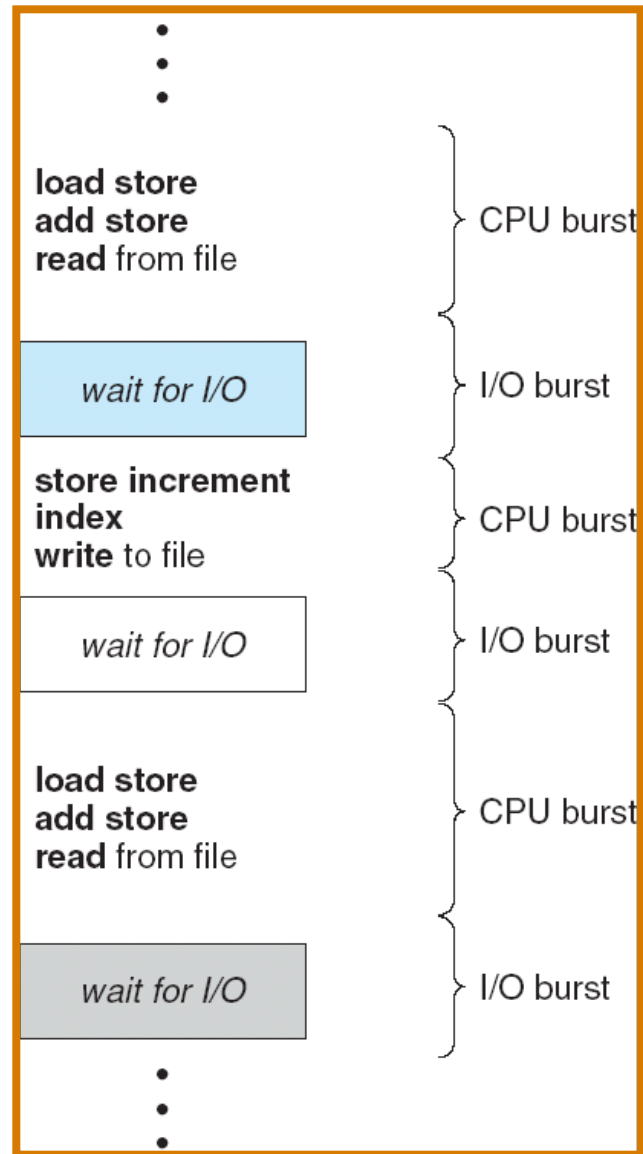 load store
add store
read from file
CPU burst
wait for I/O
I/O burst
store increment
index
write to file
CPU burst
wait for I/O
I/O burst
load store
add store
read from file
CPU burst
wait for I/O
I/O burst